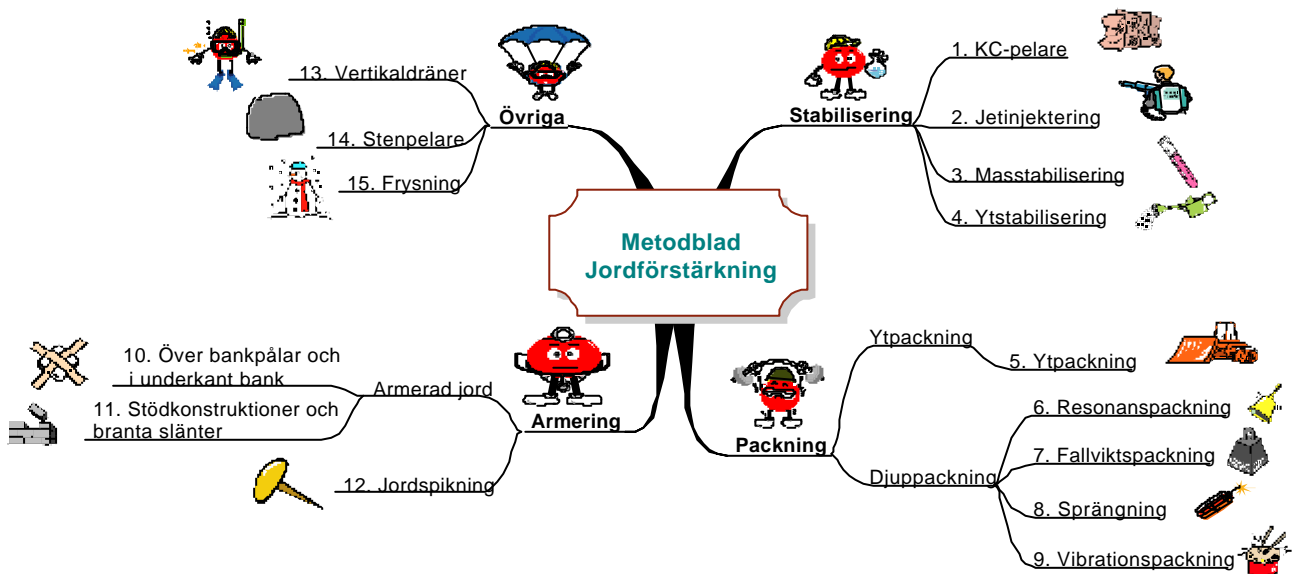 Metodblad
Jordförstärkning
Stabilisering
1. KC-pelare
2. Jetinjektering
3. Masstabilisering
4. Ytstabilisering
Packning
Ytpackning
5. Ytpackning
Djuppackning
6. Resonanspackning
7. Fallviktspackning
8. Sprängning
9. Vibrationspackning
Armering
Armerad jord
10. Över bankpålar och
i underkant bank
11. Stödkonstruktioner och
branta slänter
12. Jordspikning
Övriga
13. Vertikaldräner
14. Stenpelare
15. Frysning